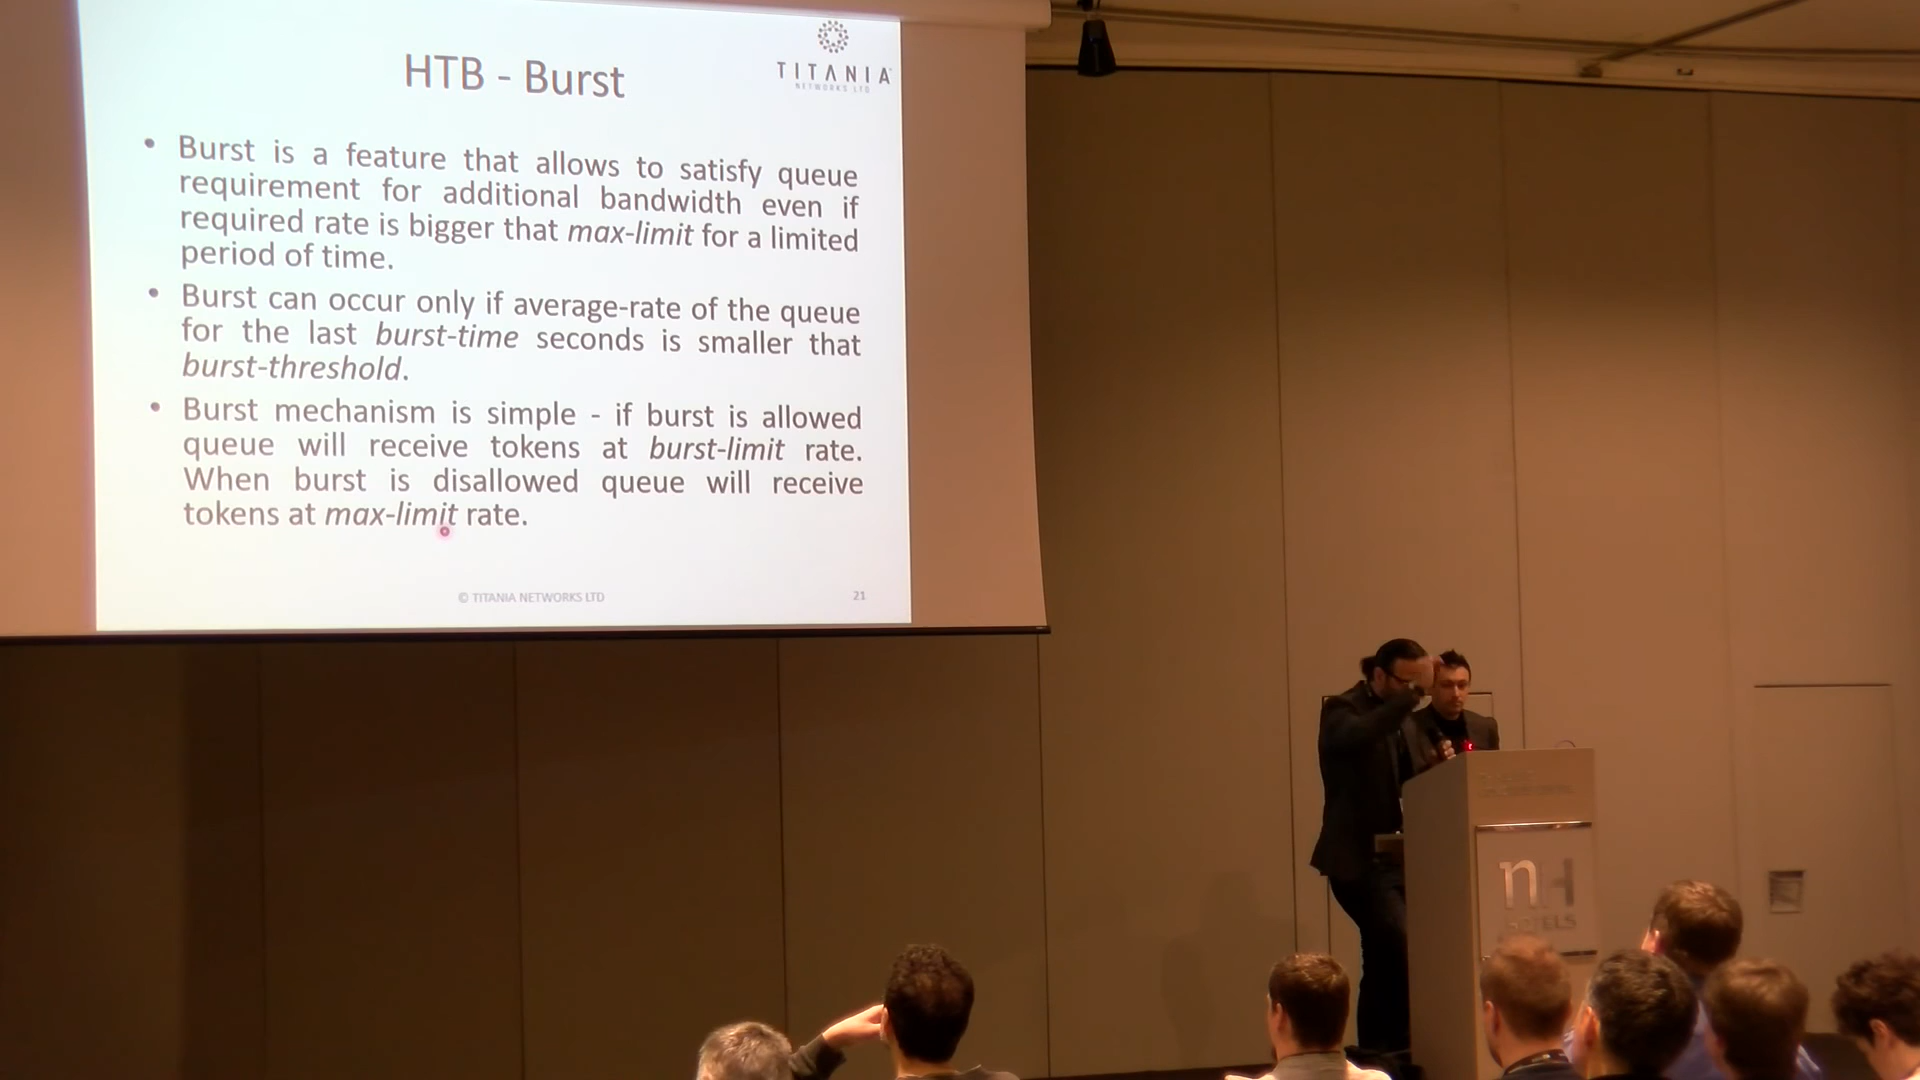 HTB - Burst
TITANIA
NETWORKS LTD
• Burst is a feature that allows to satisfy queue
requirement for additional bandwidth even if
required rate is bigger that max-limit for a limited
period of time.
• Burst can occur only if average-rate of the queue
for the last burst-time seconds is smaller that
burst-threshold.
• Burst mechanism is simple - if burst is allowed
queue will receive tokens at burst-limit rate.
When burst is disallowed queue will receive
tokens at max-limit rate.
© TITANIA NETWORKS LTD
21
nH
HOTELS